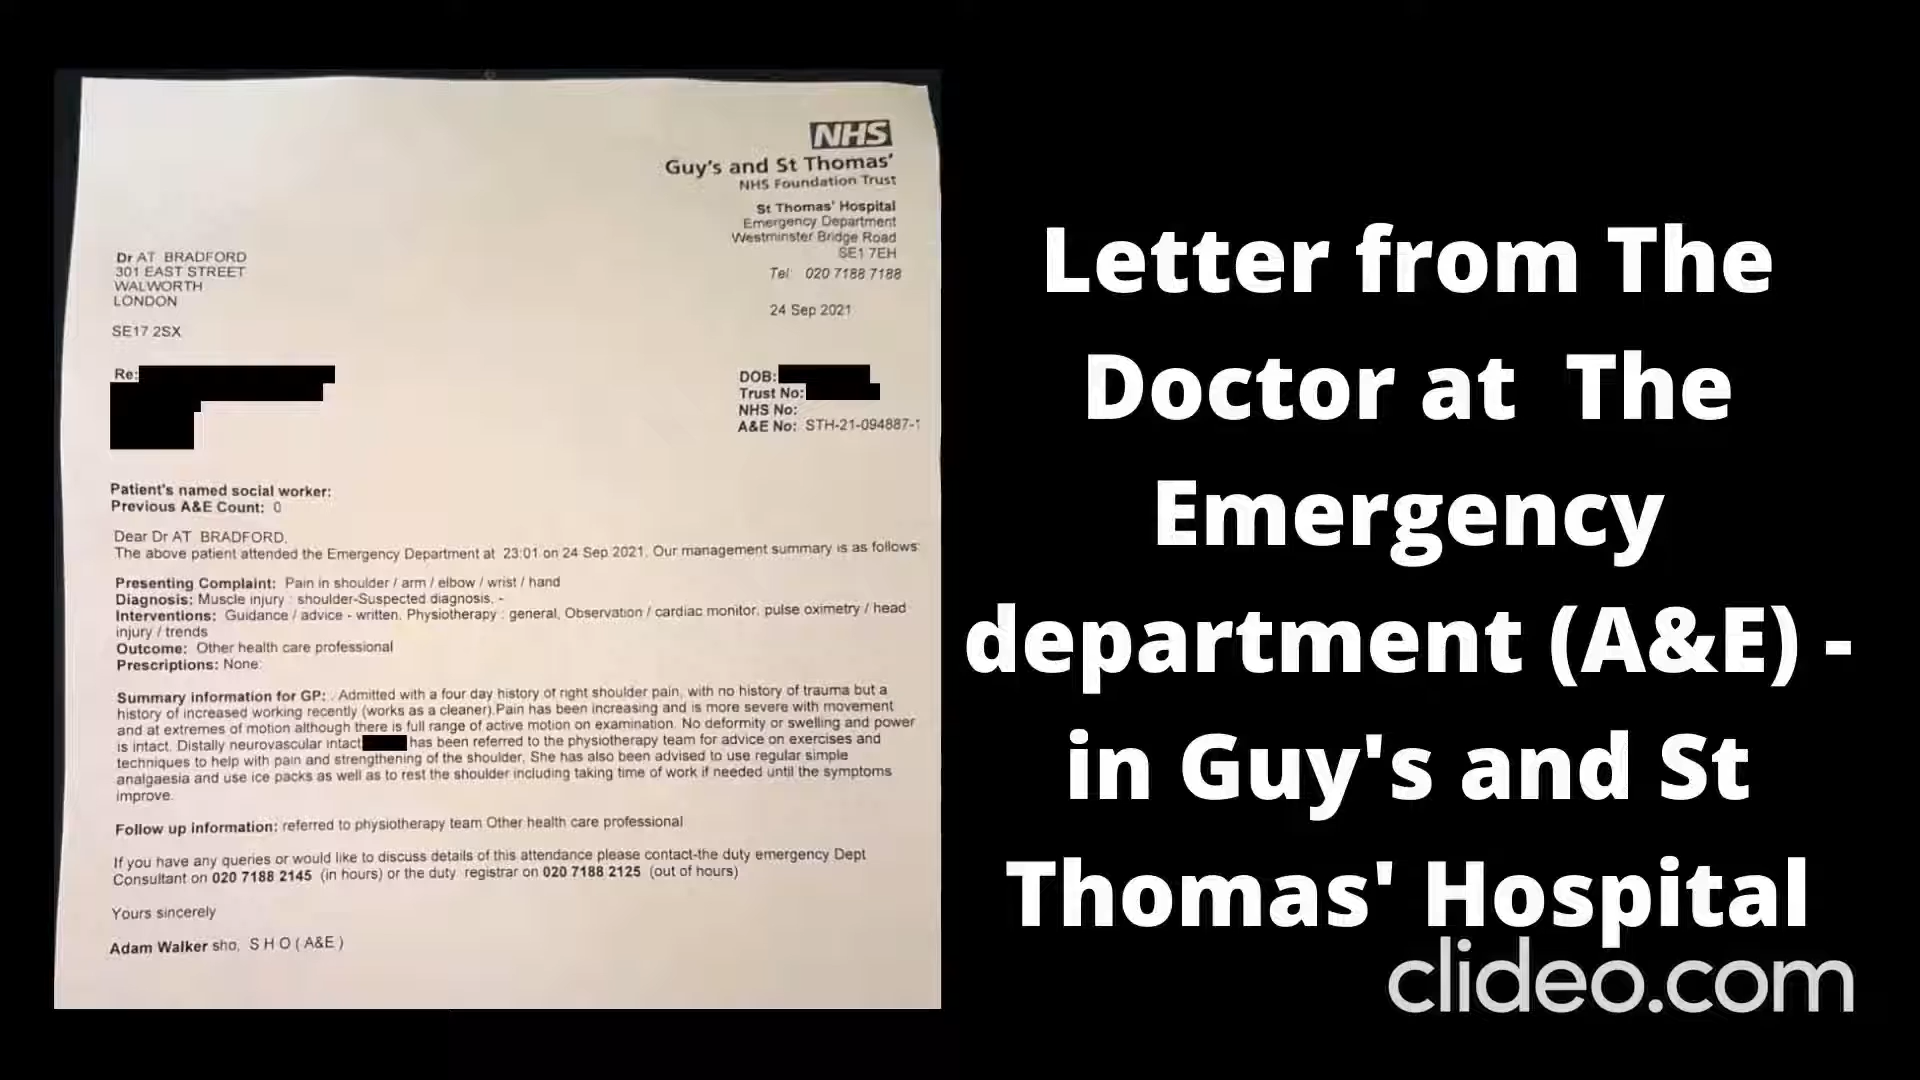 NHS
Guy's and St Thomas'
NHS Foundation Trust
St Thomas' Hospital
Emergency Department
Westminster Bridge Road
SE1 7EH
Tel: 020 7188 7188
24 Sep 2021
Dr AT BRADFORD
301 EAST STREET
WALWORTH
LONDON
SE17 2SX
Re:
DOB:
Trust No:
NHS No:
A&E No: STH-21-094887-1
Patient's named social worker:
Previous A&E Count: 0
Dear Dr AT BRADFORD,
The above patient attended the Emergency Department at 23:01 on 24 Sep 2021. Our management summary is as follows:
Presenting Complaint: Pain in shoulder / arm / elbow / wrist / hand
Diagnosis: Muscle injury : shoulder-Suspected diagnosis, -
Interventions: Guidance / advice - written, Physiotherapy : general, Observation / cardiac monitor, pulse oximetry / head
injury / trends
Outcome: Other health care professional
Prescriptions: None:
Summary information for GP: . Admitted with a four day history of right shoulder pain, with no history of trauma but a
history of increased working recently (works as a cleaner).Pain has been increasing and is more severe with movement
and at extremes of motion although there is full range of active motion on examination. No deformity or swelling and power
is intact. Distally neurovascular intact has been referred to the physiotherapy team for advice on exercises and
techniques to help with pain and strengthening of the shoulder. She has also been advised to use regular simple
analgaesia and use ice packs as well as to rest the shoulder including taking time of work if needed until the symptoms
improve.
Follow up information: referred to physiotherapy team Other health care professional
If you have any queries or would like to discuss details of this attendance please contact-the duty emergency Dept
Consultant on 020 7188 2145 (in hours) or the duty registrar on 020 7188 2125 (out of hours)
Yours sincerely
Adam Walker sho, S H O ( A&E )
Letter from The
Doctor at The
Emergency
department (A&E) -
in Guy's and St
Thomas' Hospital
clideo.com